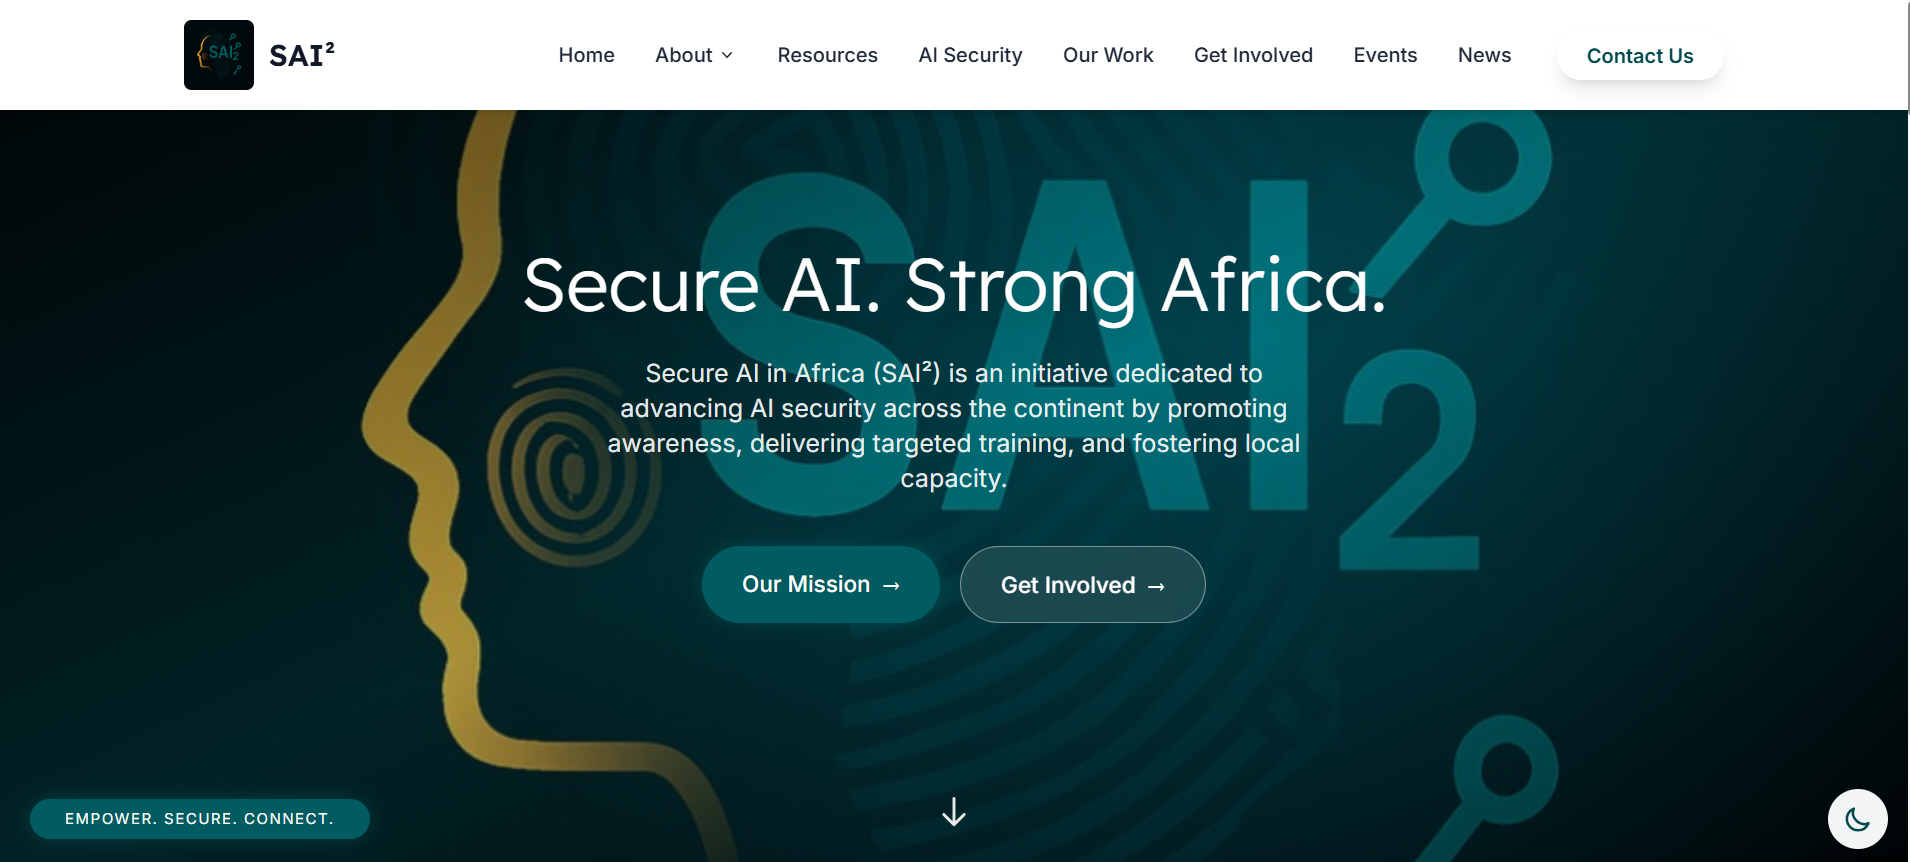 SAI2
SAI²
Home
About
Resources
AI Security
Our Work
Get Involved
Events
News
Contact Us
SAI2
Secure AI. Strong Africa.
Secure AI in Africa (SAI²) is an initiative dedicated to
advancing AI security across the continent by promoting
awareness, delivering targeted training, and fostering local
capacity.
Our Mission →
Get Involved →
EMPOWER. SECURE. CONNECT.